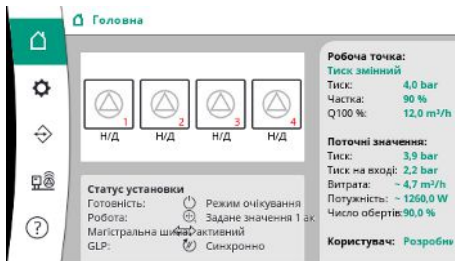 Головна
1 2 3 4
Н/Д Н/Д Н/Д Н/Д
Статус установки
Готовність: Режим очікування
Робота: Задане значення 1 ак
Магістральна шина: активний
GLP: Синхронно
Робоча точка:
Тиск змінний
Тиск: 4,0 bar
Частка: 90 %
Q100 %: 12,0 m³/h
Поточні значення:
Тиск: 3,9 bar
Тиск на вході: 2,2 bar
Витрата: ~ 4,7 m³/h
Потужність: ~ 1260,0 W
Число обертів: 90,0 %
Користувач: Розробни